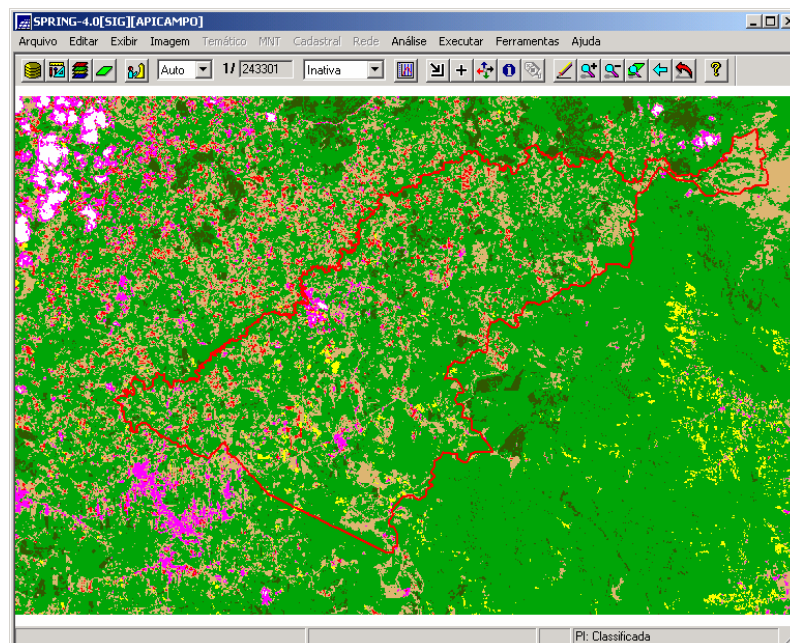 SPRING-4.0[SIG][APICAMPO]
Arquivo Editar Exibir Imagem Temático MNT Cadastral Rede Análise Executar Ferramentas Ajuda
Auto 1/ 243301 Inativa
PI: Classificada